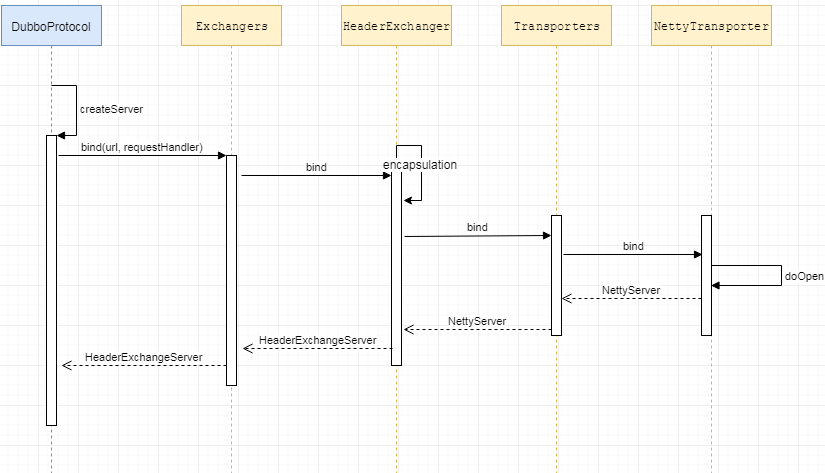 DubboProtocol
Exchangers
HeaderExchanger
Transporters
NettyTransporter
createServer
bind(url, requestHandler)
bind
encapsulation
bind
bind
doOpen
NettyServer
NettyServer
HeaderExchangeServer
HeaderExchangeServer